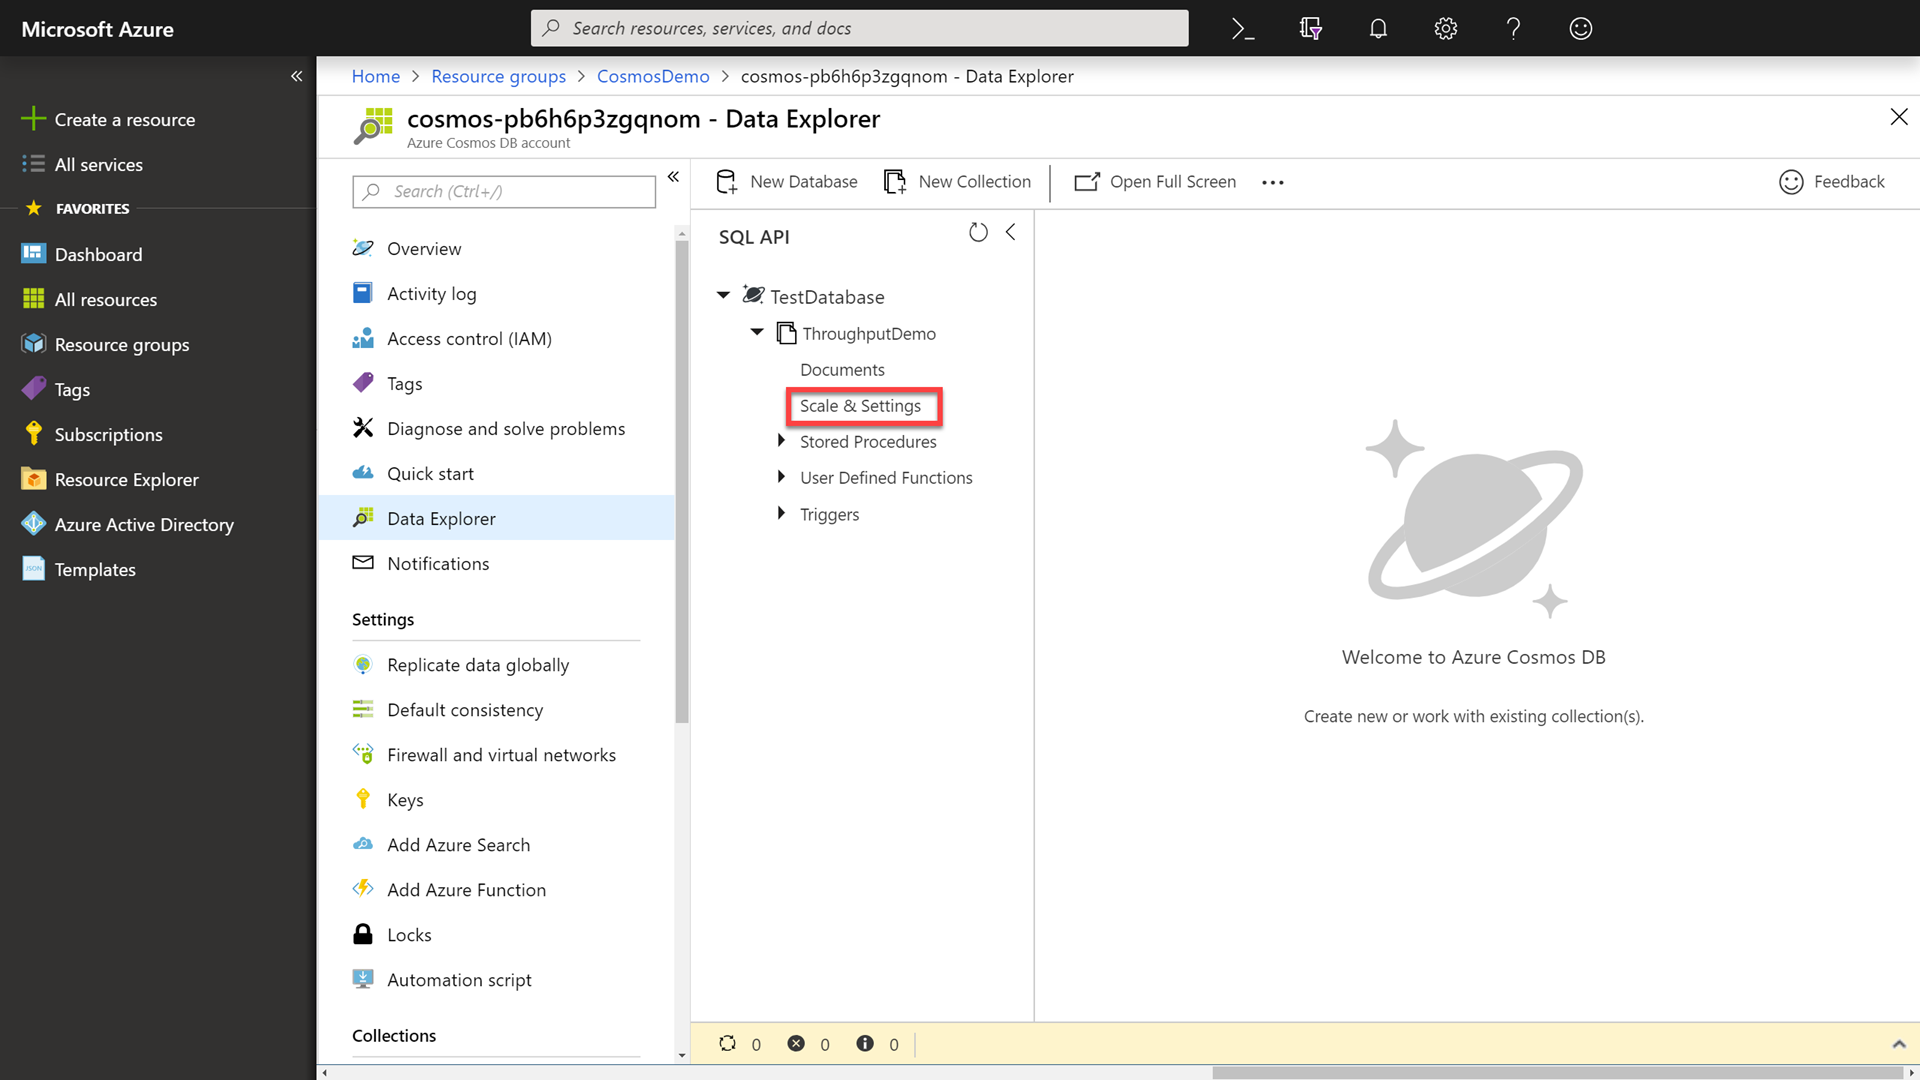 Microsoft Azure
Search resources, services, and docs
Create a resource
All services
FAVORITES
Dashboard
All resources
Resource groups
Tags
Subscriptions
Resource Explorer
Azure Active Directory
JSON
Templates
Home > Resource groups > CosmosDemo > cosmos-pb6h6p3zgqnom - Data Explorer
cosmos-pb6h6p3zgqnom - Data Explorer
Azure Cosmos DB account
Search (Ctrl+/)
Overview
Activity log
Access control (IAM)
Tags
Diagnose and solve problems
Quick start
Data Explorer
Notifications
Settings
Replicate data globally
Default consistency
Firewall and virtual networks
Keys
Add Azure Search
Add Azure Function
Locks
Automation script
Collections
New Database New Collection Open Full Screen ... Feedback
SQL API
TestDatabase
ThroughputDemo
Documents
Scale & Settings
Stored Procedures
User Defined Functions
Triggers
Welcome to Azure Cosmos DB
Create new or work with existing collection(s).
0 0 0